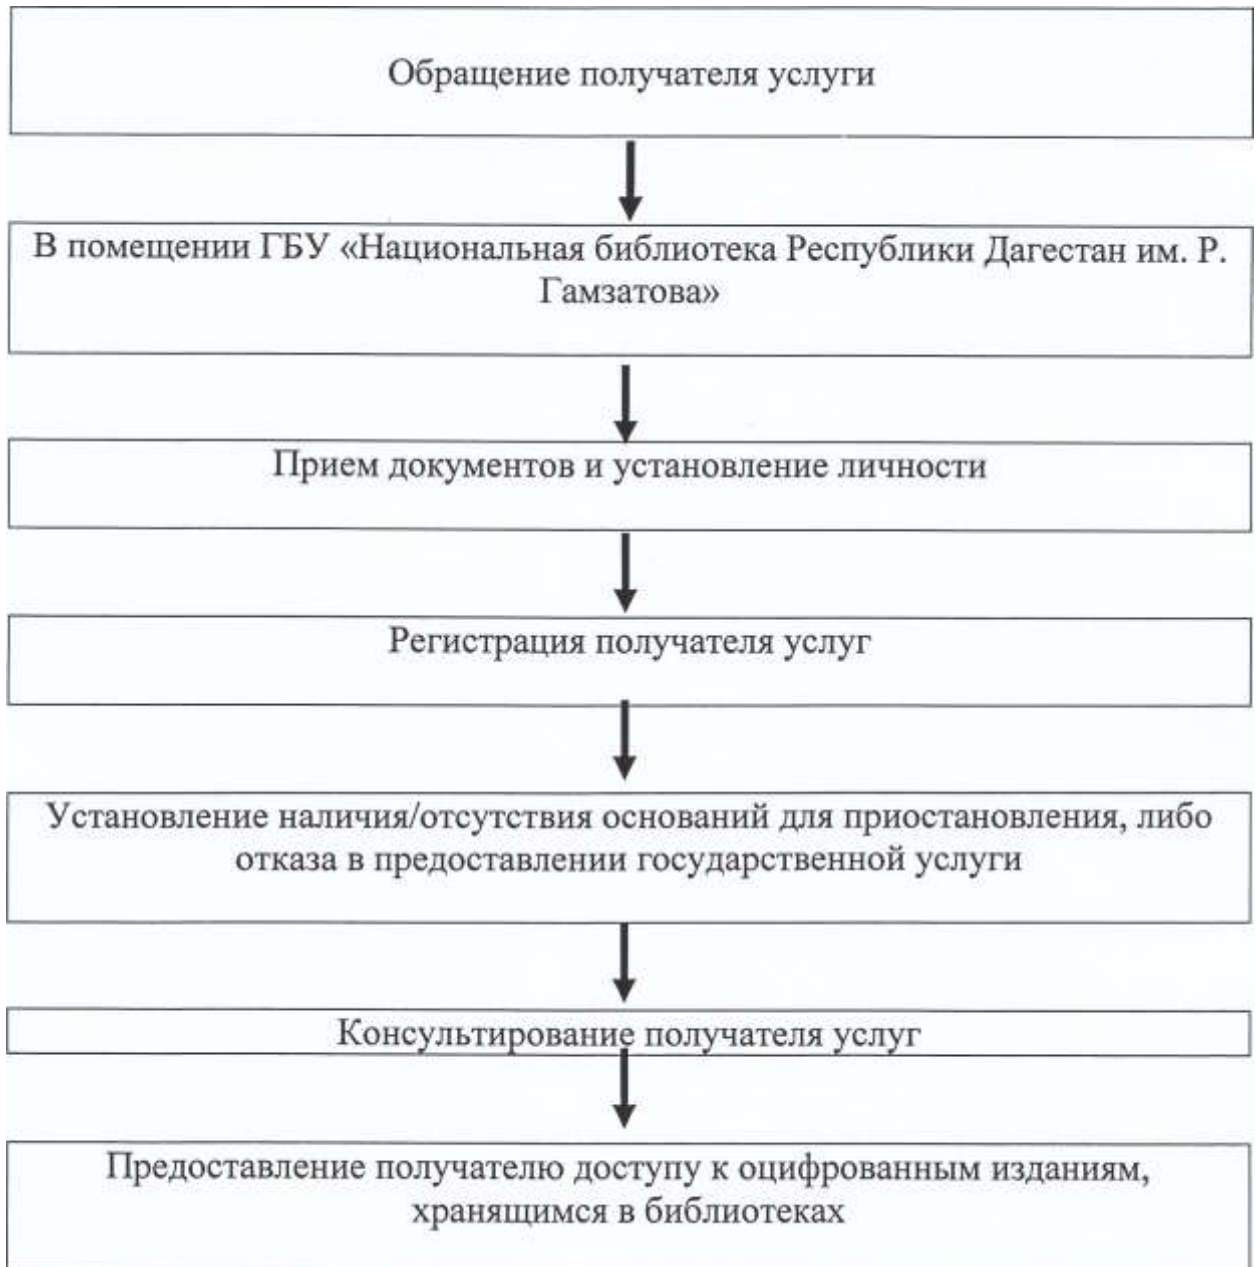 Обращение получателя услуги
В помещении ГБУ «Национальная библиотека Республики Дагестан им. Р.
Гамзатова»
Прием документов и установление личности
Регистрация получателя услуг
Установление наличия/отсутствия оснований для приостановления, либо
отказа в предоставлении государственной услуги
Консультирование получателя услуг
Предоставление получателю доступу к оцифрованным изданиям,
хранящимся в библиотеках